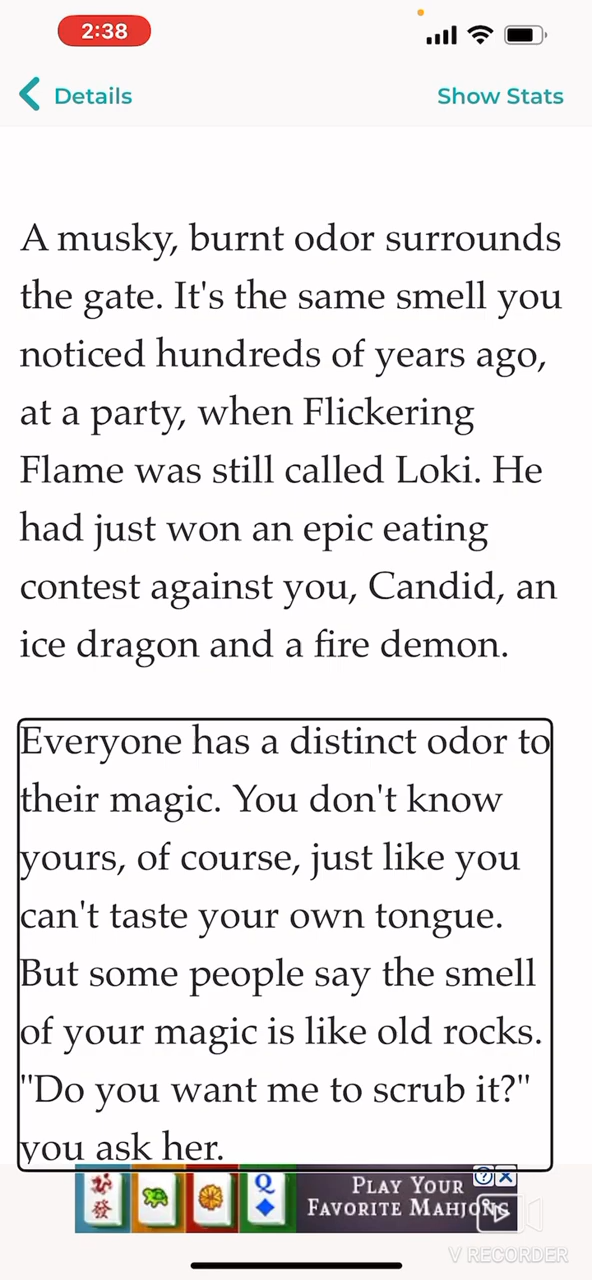 2:38
Details
Show Stats
A musky, burnt odor surrounds
the gate. It's the same smell you
noticed hundreds of years ago,
at a party, when Flickering
Flame was still called Loki. He
had just won an epic eating
contest against you, Candid, an
ice dragon and a fire demon.
Everyone has a distinct odor to
their magic. You don't know
yours, of course, just like you
can't taste your own tongue.
But some people say the smell
of your magic is like old rocks.
"Do you want me to scrub it?"
you ask her.
發
Q
PLAY YOUR
FAVORITE MAHJONG
V RECORDER